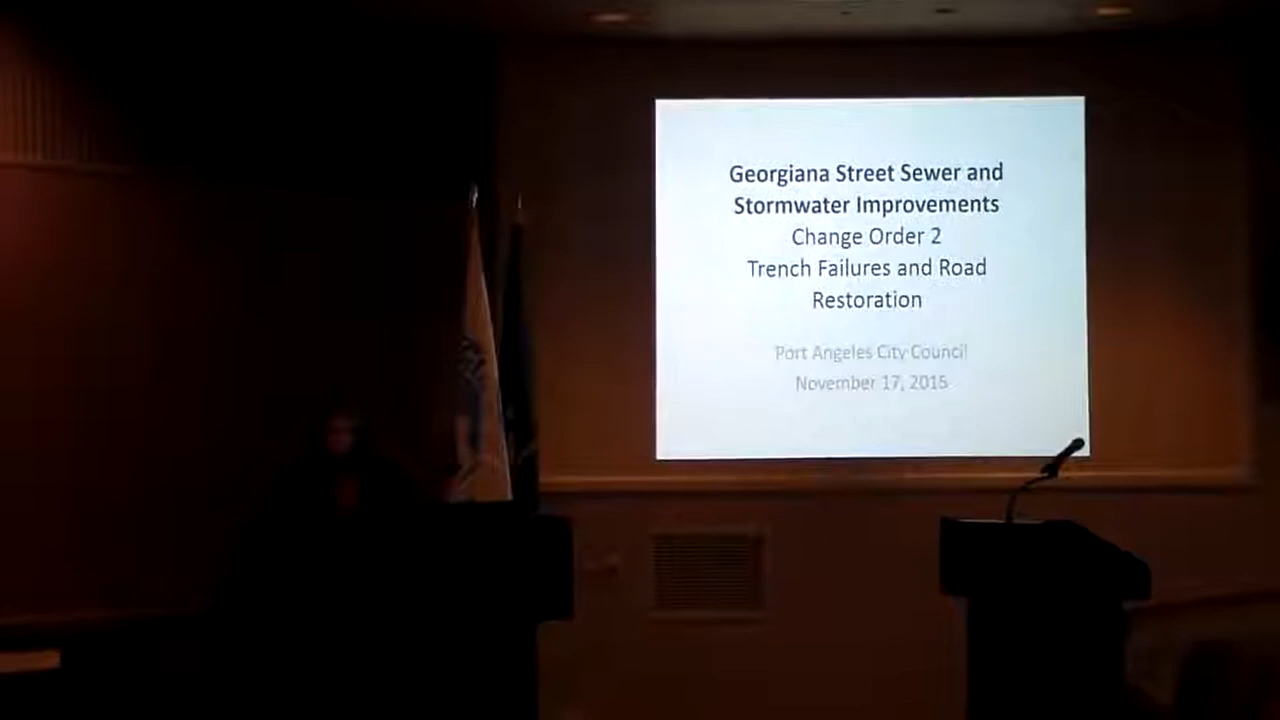 Georgiana Street Sewer and
Stormwater Improvements
Change Order 2
Trench Failures and Road
Restoration
Port Angeles City Council
November 17, 2015